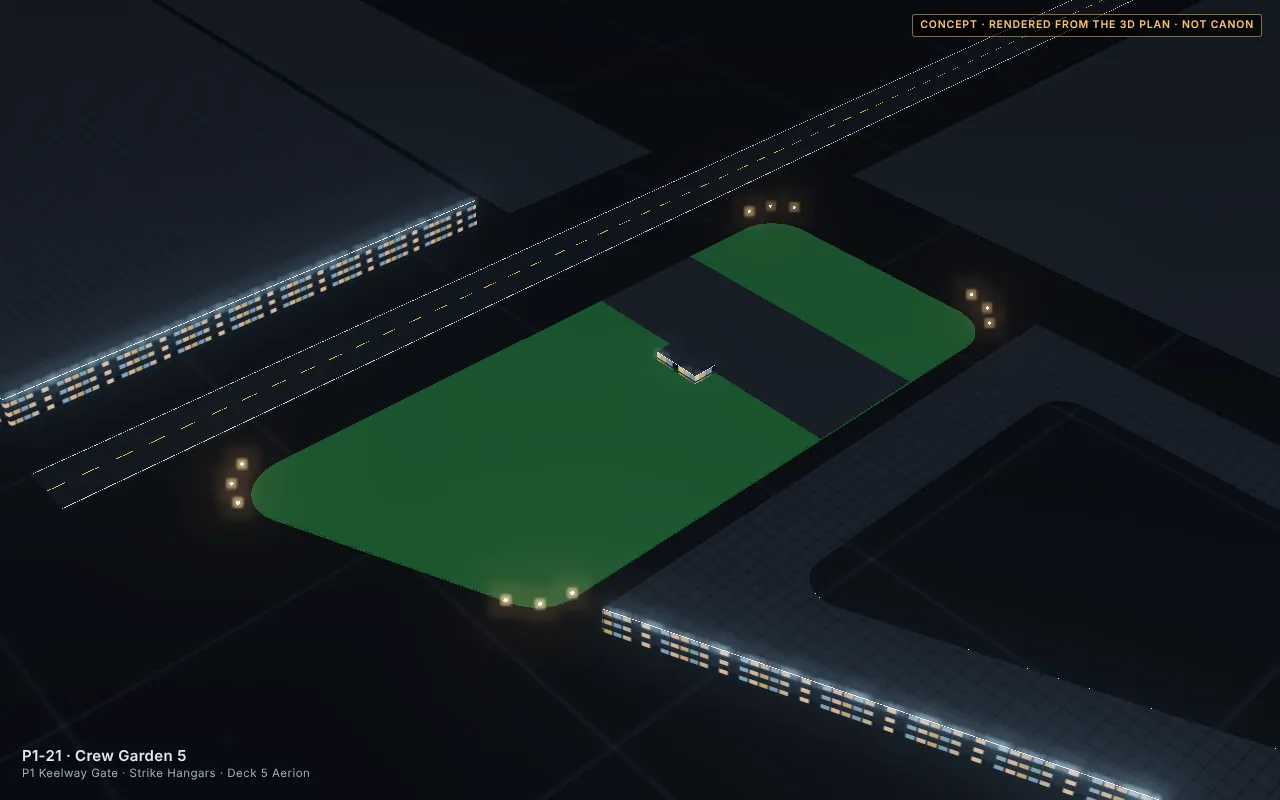 CONCEPT · RENDERED FROM THE 3D PLAN · NOT CANON
P1-21 · Crew Garden 5
P1 Keelway Gate · Strike Hangars · Deck 5 Aerion